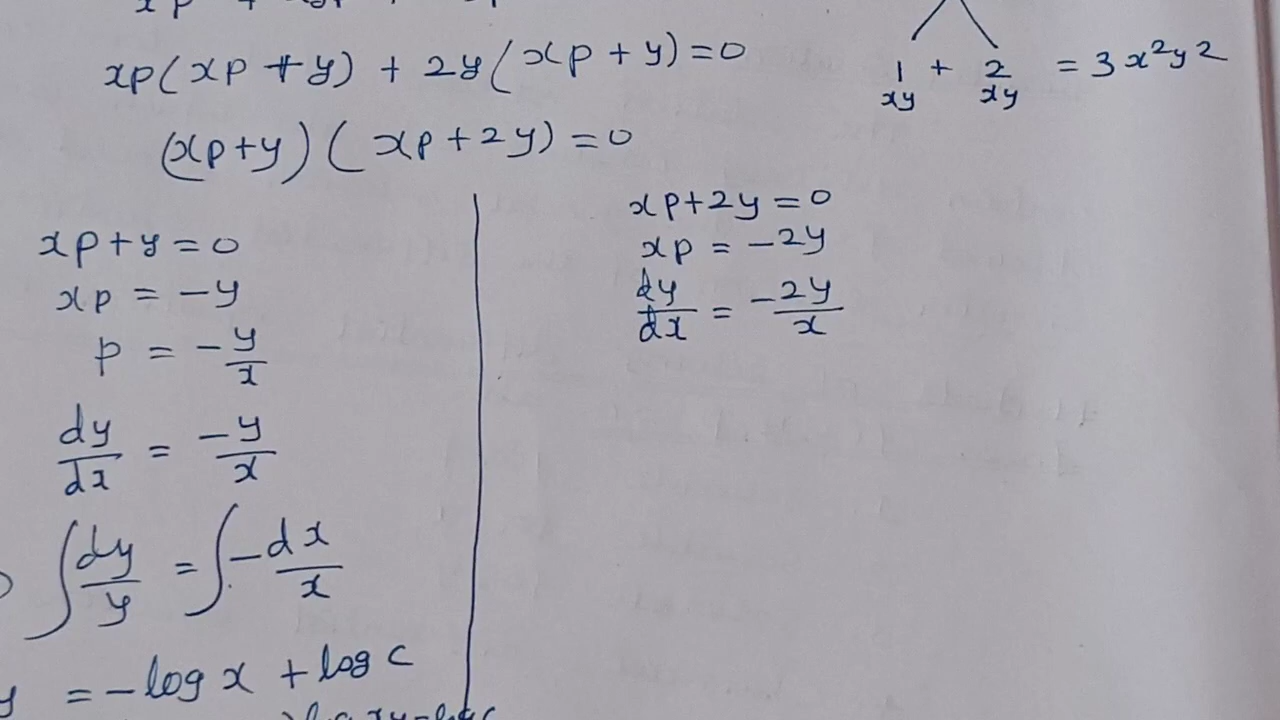 xp(xp+y) + 2y(xp+y)=0
(xp+y)(xp+2y)=0
1 + 2 = 3x²y²
xy xy
xp+y=0
xp = -y
p = -y/x
dy/dx = -y/x
∫dy/y = ∫-dx/x
y = -log x + log c
xp+2y=0
xp = -2y
dy/dx = -2y/x